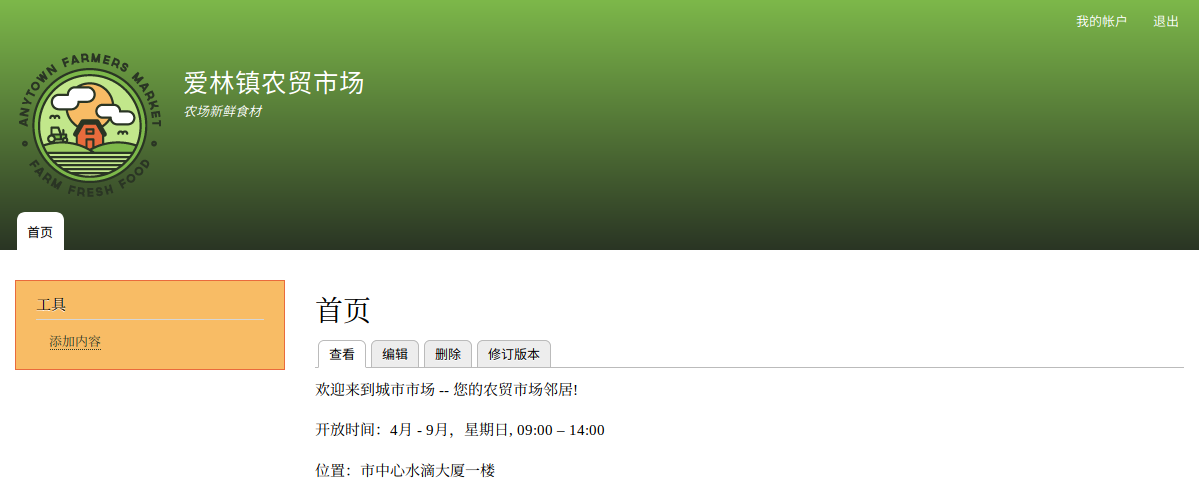 我的帐户 退出
ANYTOWN FARMERS MARKET
FARM FRESH FOOD
爱林镇农贸市场
农场新鲜食材
首页
工具
添加内容
首页
查看 编辑 删除 修订版本
欢迎来到城市市场 -- 您的农贸市场邻居!
开放时间：4月 - 9月，星期日, 09:00 – 14:00
位置：市中心水滴大厦一楼